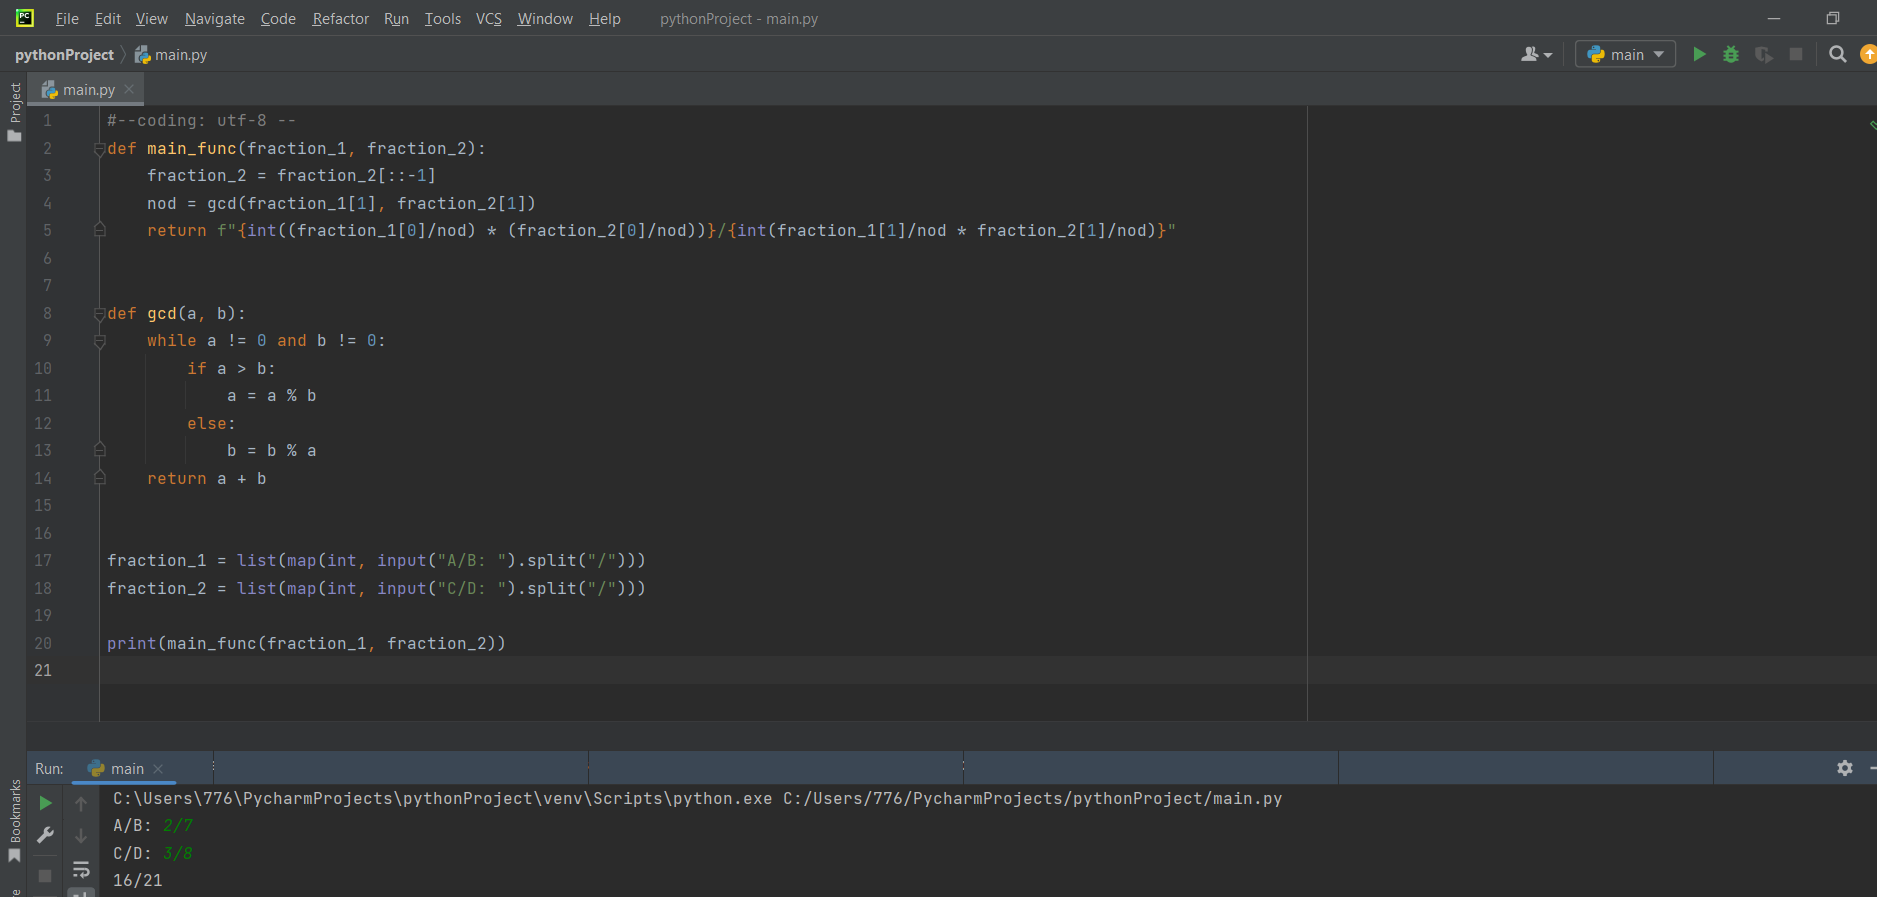 PC File Edit View Navigate Code Refactor Run Tools VCS Window Help pythonProject - main.py
pythonProject main.py main
Project
main.py
1 #--coding: utf-8 --
2 def main_func(fraction_1, fraction_2):
3     fraction_2 = fraction_2[::-1]
4     nod = gcd(fraction_1[1], fraction_2[1])
5     return f"{int((fraction_1[0]/nod) * (fraction_2[0]/nod))}/{int(fraction_1[1]/nod * fraction_2[1]/nod)}"
6
7
8 def gcd(a, b):
9     while a != 0 and b != 0:
10         if a > b:
11             a = a % b
12         else:
13             b = b % a
14     return a + b
15
16
17 fraction_1 = list(map(int, input("A/B: ").split("/")))
18 fraction_2 = list(map(int, input("C/D: ").split("/")))
19
20 print(main_func(fraction_1, fraction_2))
21
Run: main
Bookmarks
C:\Users\776\PycharmProjects\pythonProject\venv\Scripts\python.exe C:/Users/776/PycharmProjects/pythonProject/main.py
A/B: 2/7
C/D: 3/8
16/21